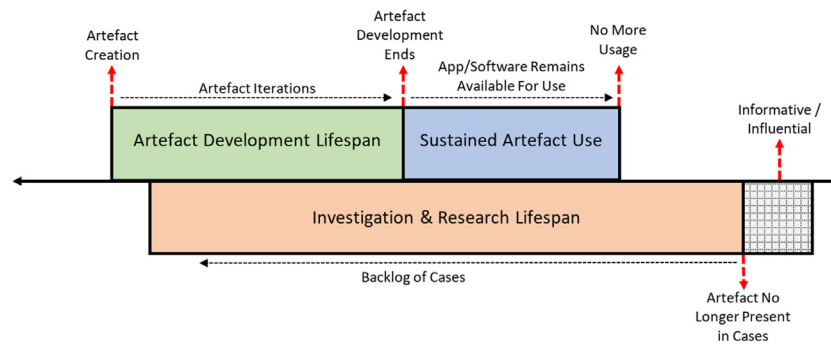 Artefact
Creation
Artefact
Development
Ends
No More
Usage
Artefact Iterations
App/Software Remains
Available For Use
Informative /
Influential
Artefact Development Lifespan
Sustained Artefact Use
Investigation & Research Lifespan
Backlog of Cases
Artefact No
Longer Present
in Cases